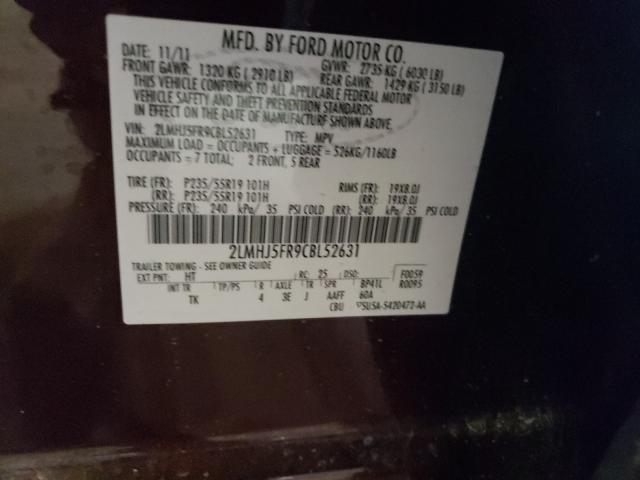 MFD. BY FORD MOTOR CO.
DATE: 11/11 GVWR: 2735 KG ( 6030 LB)
FRONT GAWR: 1320 KG ( 2910 LB) REAR GAWR: 1429 KG ( 3150 LB)
THIS VEHICLE CONFORMS TO ALL APPLICABLE FEDERAL MOTOR
VEHICLE SAFETY AND THEFT PREVENTION STANDARDS
IN EFFECT ON THE DATE OF MANUFACTURE SHOWN ABOVE.
VIN: 2LMHJ5FR9CBL52631 TYPE: MPV
MAXIMUM LOAD = OCCUPANTS + LUGGAGE = 526KG/1160LB
OCCUPANTS = 7 TOTAL; 2 FRONT, 5 REAR
TIRE (FR): P235/55R19 101H RIMS (FR): 19X8.0J
(RR): P235/55R19 101H (RR): 19X8.0J
PRESSURE (FR): 240 kPa/ 35 PSI COLD (RR): 240 kPa/ 35 PSI COLD
2LMHJ5FR9CBL52631
TRAILER TOWING - SEE OWNER GUIDE
EXT PNT: HT RC: 25 DSO: F0059
INT TR TP/PS R AXLE TR SPR BP41L R0095
TK 4 3E J AAFF 60A
CBU 5U5A-5420472-AA